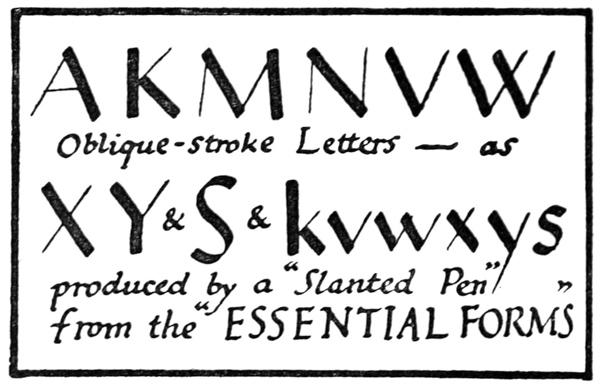 AKMNVW
Oblique-stroke Letters — as
XY & S & kvwxys
produced by a "Slanted Pen"
from the "ESSENTIAL FORMS"